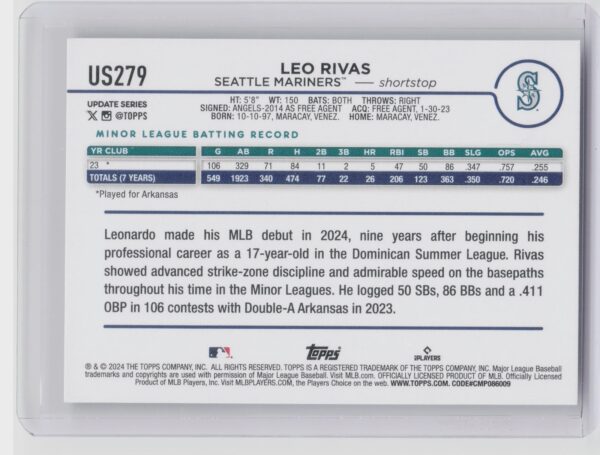 US279
LEO RIVAS
SEATTLE MARINERS™ — shortstop
UPDATE SERIES
X @TOPPS
HT: 5'8" WT: 150 BATS: BOTH THROWS: RIGHT
SIGNED: ANGELS-2014 AS FREE AGENT ACQ: FREE AGENT, 1-30-23
BORN: 10-10-97, MARACAY, VENEZ. HOME: MARACAY, VENEZ.
MINOR LEAGUE BATTING RECORD
YR CLUB G AB R H 2B 3B HR RBI SB BB SLG OPS AVG
23 * 106 329 71 84 11 2 5 47 50 86 .347 .757 .255
TOTALS (7 YEARS) 549 1923 340 474 77 22 26 206 123 363 .350 .720 .246
*Played for Arkansas
Leonardo made his MLB debut in 2024, nine years after beginning his
professional career as a 17-year-old in the Dominican Summer League. Rivas
showed advanced strike-zone discipline and admirable speed on the basepaths
throughout his time in the Minor Leagues. He logged 50 SBs, 86 BBs and a .411
OBP in 106 contests with Double-A Arkansas in 2023.
Topps
PLAYERS
® & © 2024 THE TOPPS COMPANY, INC. ALL RIGHTS RESERVED. TOPPS IS A REGISTERED TRADEMARK OF THE TOPPS COMPANY, INC. Major League Baseball
trademarks and copyrights are used with permission of Major League Baseball. Visit MLB.com. OFFICIALLY LICENSED PRODUCT OF MLB. Officially Licensed
Product of MLB Players, Inc. Visit MLBPLAYERS.COM, the Players Choice on the web. WWW.TOPPS.COM. CODE#CMP086009